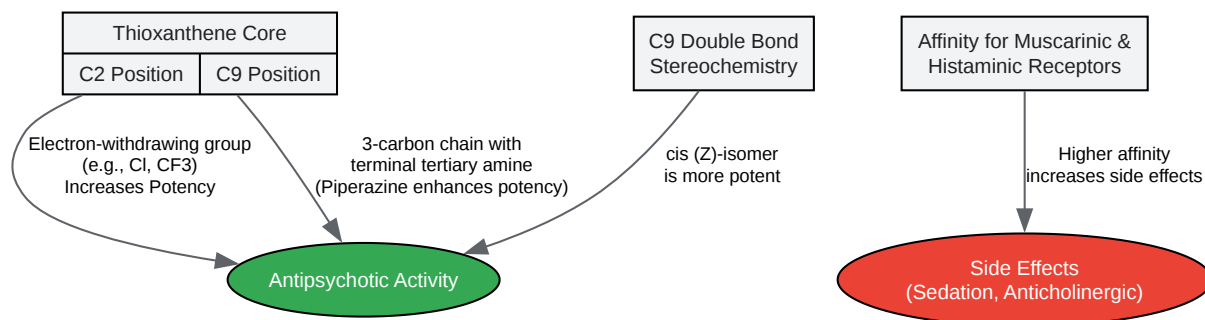 Thioxanthene Core
C2 Position
C9 Position
C9 Double Bond
Stereochemistry
Affinity for Muscarinic &
Histaminic Receptors
Electron-withdrawing group
(e.g., Cl, CF3)
Increases Potency
3-carbon chain with
terminal tertiary amine
(Piperazine enhances potency)
cis (Z)-isomer
is more potent
Higher affinity
increases side effects
Antipsychotic Activity
Side Effects
(Sedation, Anticholinergic)